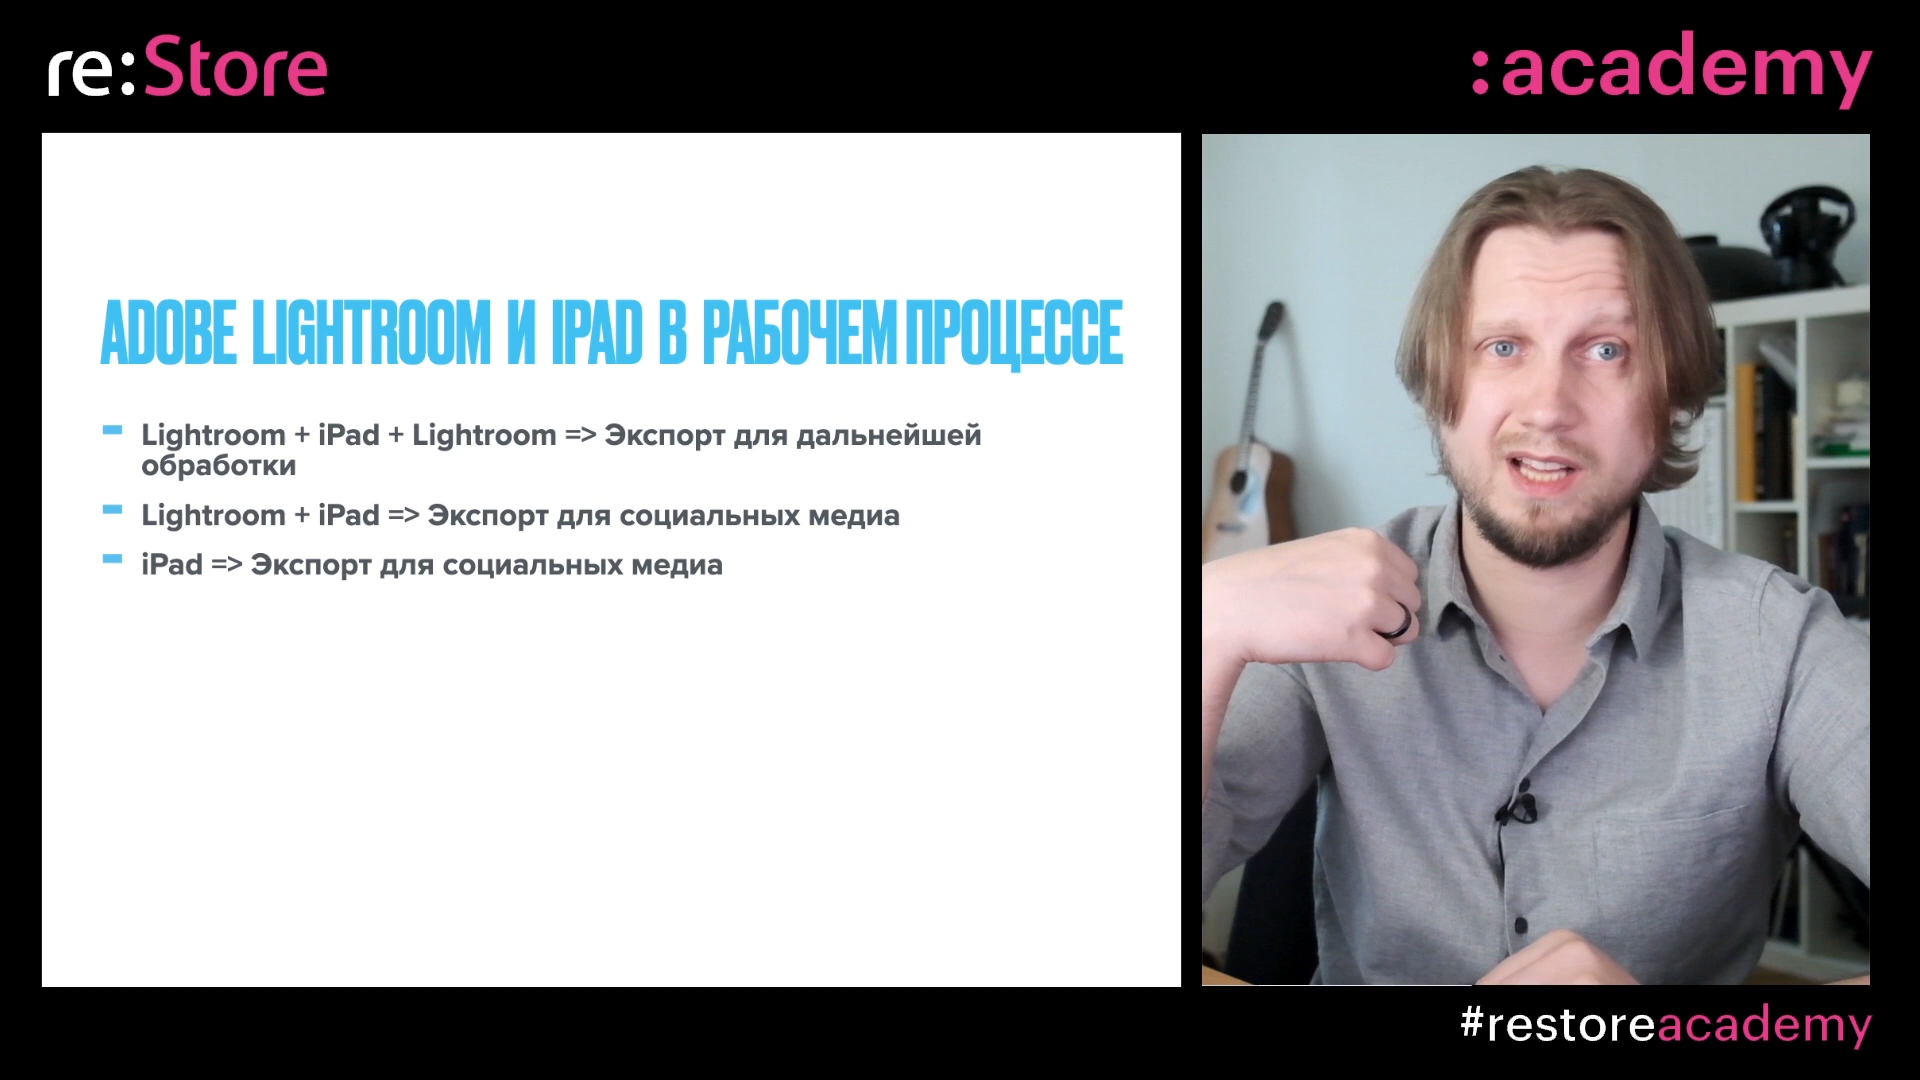 re:Store
:academy
ADOBE LIGHTROOM И IPAD В РАБОЧЕМ ПРОЦЕССЕ
Lightroom + iPad + Lightroom => Экспорт для дальнейшей
обработки
Lightroom + iPad => Экспорт для социальных медиа
iPad => Экспорт для социальных медиа
#restoreacademy